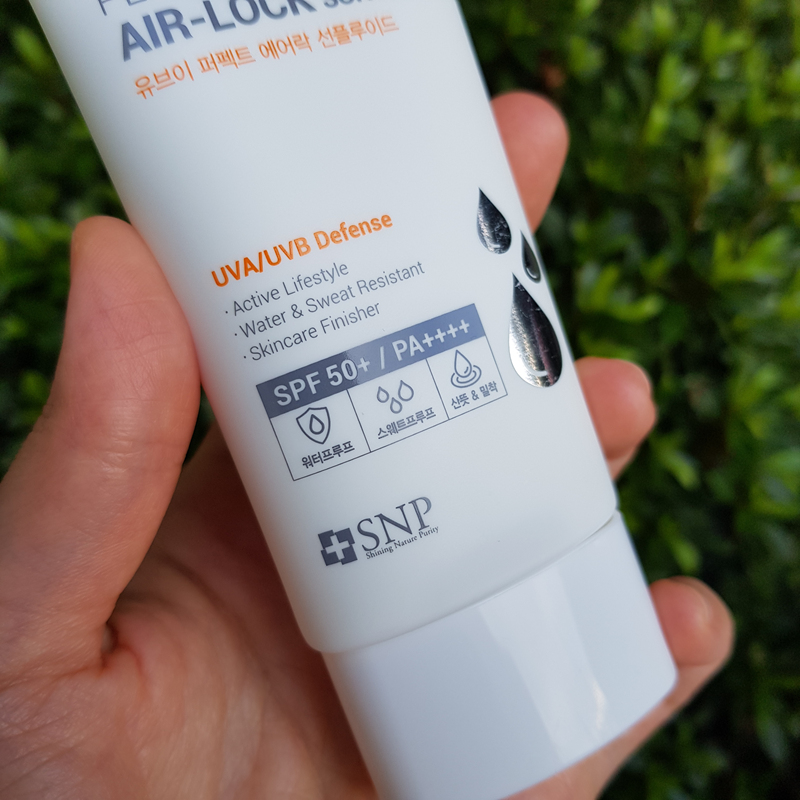 AIR-LOCK
유브이 퍼펙트 에어락 선플루이드
UVA/UVB Defense
· Active Lifestyle
· Water & Sweat Resistant
· Skincare Finisher
SPF 50+ / PA++++
워터프루프
스웨트프루프
산뜻 & 밀착
SNP
Shining Nature Purity